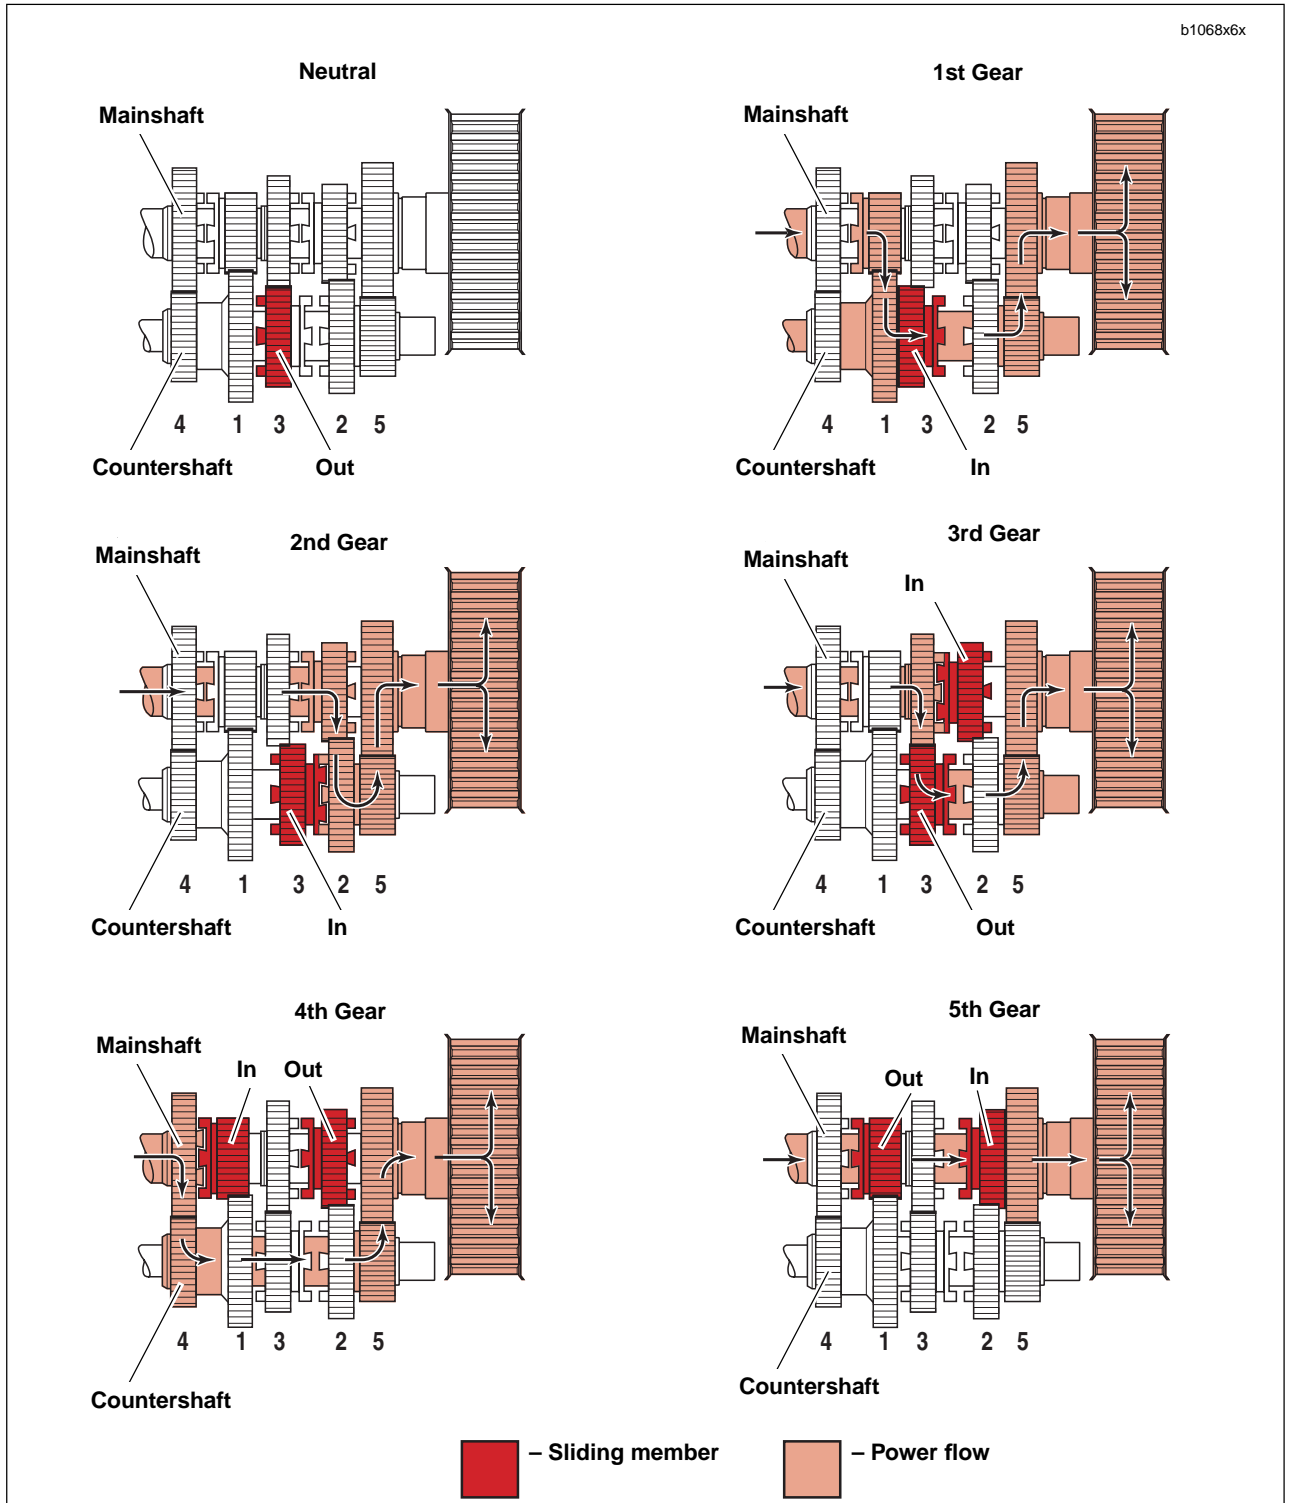 b1068x6x
Neutral
Mainshaft
4 1 3 2 5
Countershaft Out
1st Gear
Mainshaft
4 1 3 2 5
Countershaft In
2nd Gear
Mainshaft
4 1 3 2 5
Countershaft In
3rd Gear
Mainshaft
In
4 1 3 2 5
Countershaft Out
4th Gear
Mainshaft
In Out
4 1 3 2 5
Countershaft
5th Gear
Mainshaft
Out In
4 1 3 2 5
Countershaft
– Sliding member
– Power flow